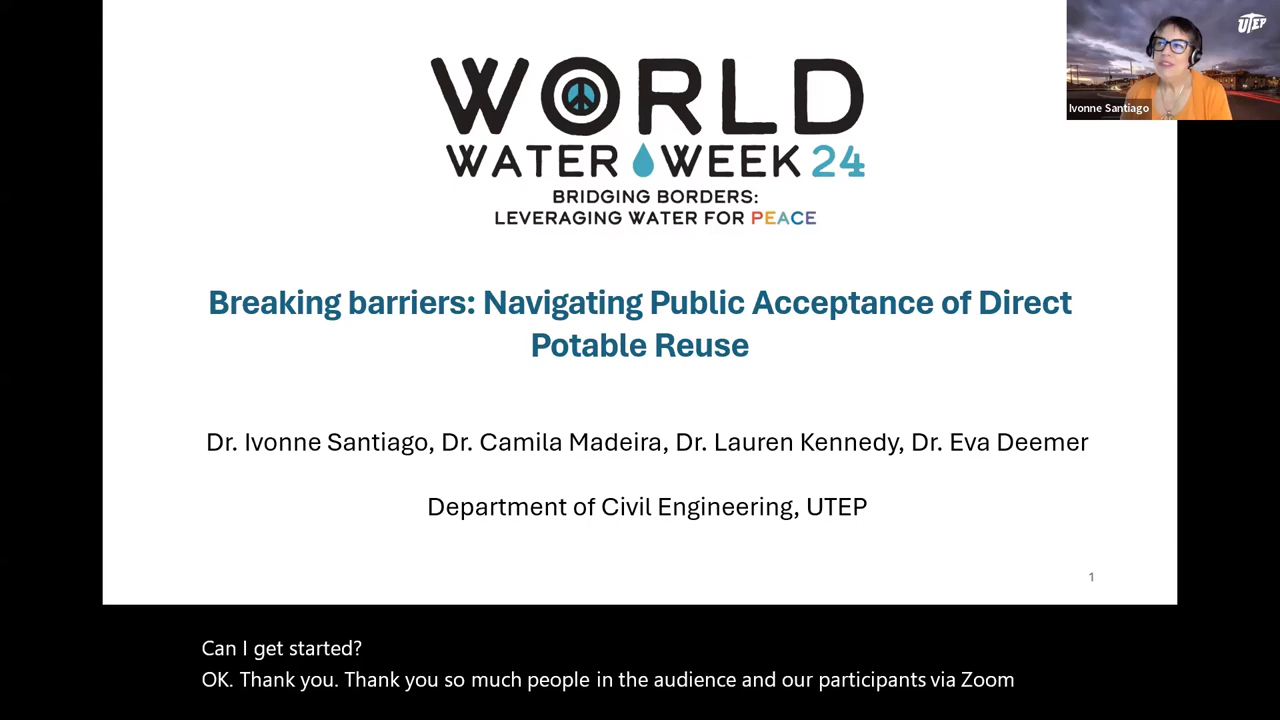 WORLD
WATER WEEK 24
BRIDGING BORDERS:
LEVERAGING WATER FOR PEACE
UTEP
Ivonne Santiago
Breaking barriers: Navigating Public Acceptance of Direct
Potable Reuse
Dr. Ivonne Santiago, Dr. Camila Madeira, Dr. Lauren Kennedy, Dr. Eva Deemer
Department of Civil Engineering, UTEP
1
Can I get started?
OK. Thank you. Thank you so much people in the audience and our participants via Zoom